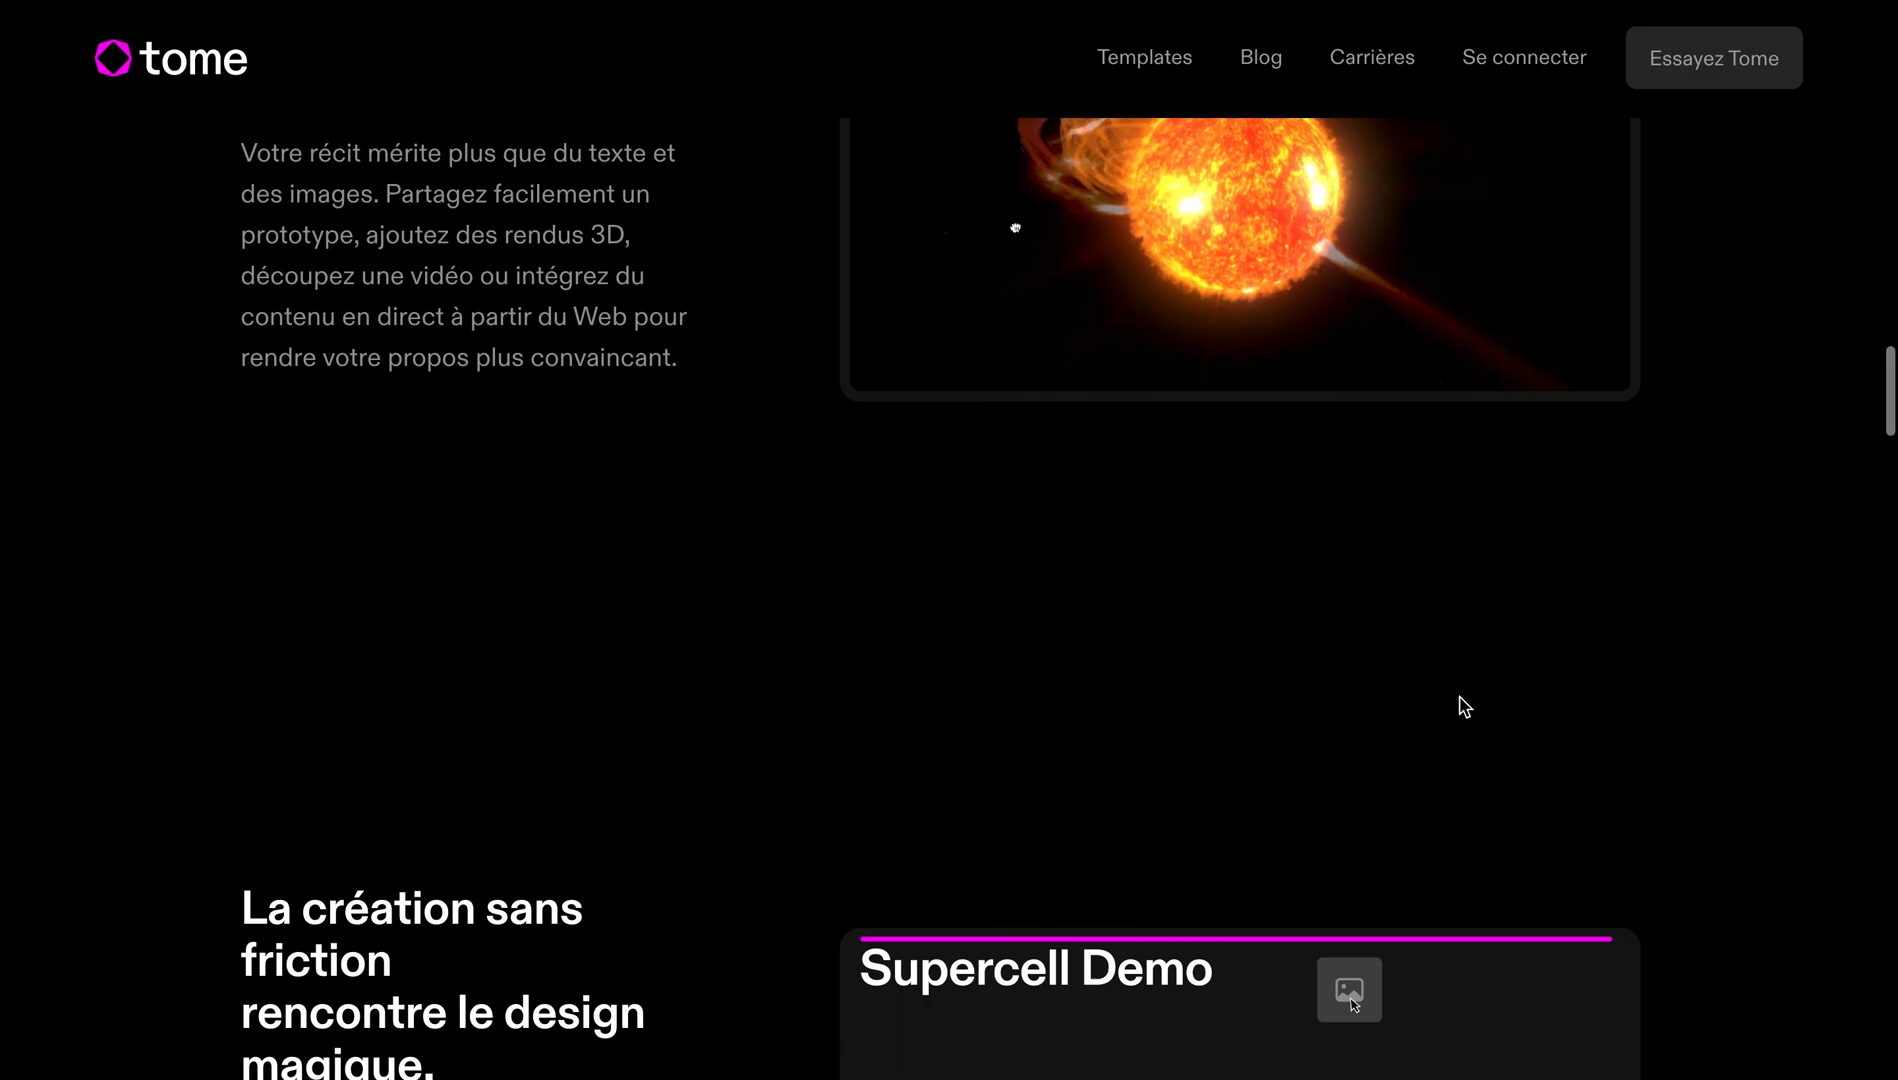 tome
Templates
Blog
Carrières
Se connecter
Essayez Tome
Votre récit mérite plus que du texte et
des images. Partagez facilement un
prototype, ajoutez des rendus 3D,
découpez une vidéo ou intégrez du
contenu en direct à partir du Web pour
rendre votre propos plus convaincant.
La création sans
friction
rencontre le design
magique.
Supercell Demo